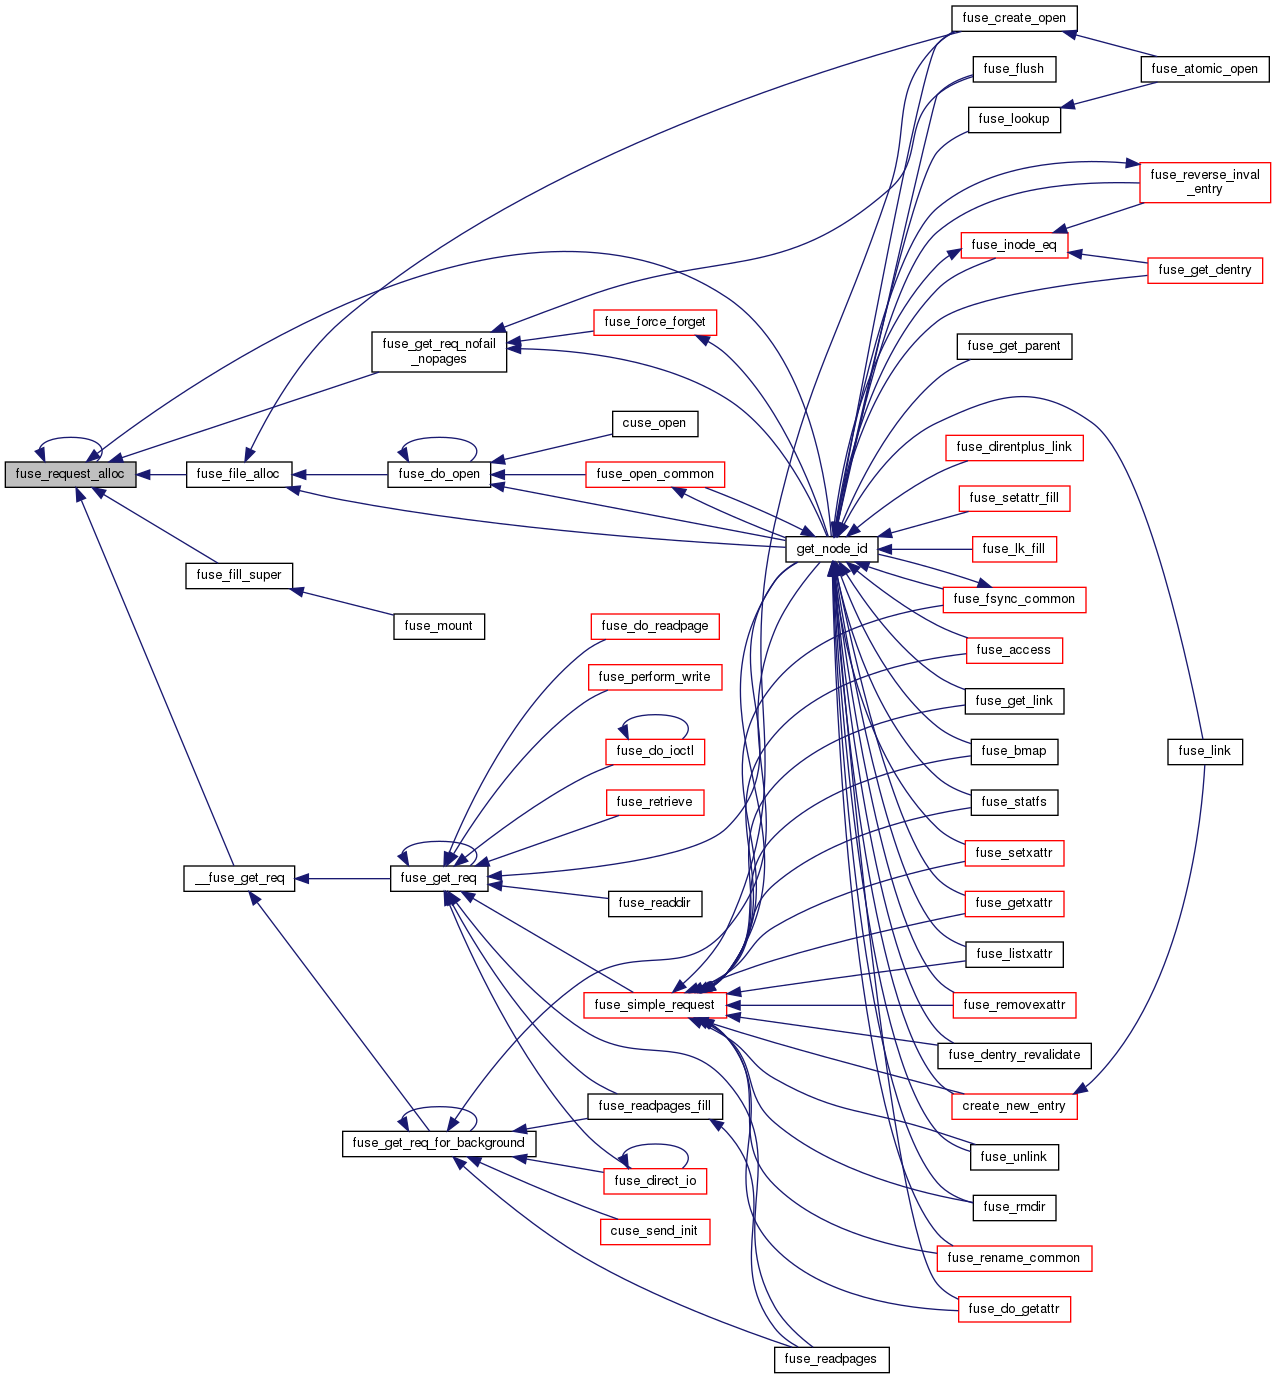 fuse_create_open
fuse_flush
fuse_atomic_open
fuse_lookup
fuse_reverse_inval
_entry
fuse_inode_eq
fuse_get_dentry
fuse_force_forget
fuse_get_req_nofail
_nopages
fuse_get_parent
cuse_open
fuse_direntplus_link
fuse_request_alloc
fuse_file_alloc
fuse_do_open
fuse_open_common
fuse_setattr_fill
get_node_id
fuse_lk_fill
fuse_fill_super
fuse_fsync_common
fuse_mount
fuse_do_readpage
fuse_access
fuse_perform_write
fuse_get_link
fuse_do_ioctl
fuse_bmap
fuse_link
fuse_retrieve
fuse_statfs
fuse_setxattr
__fuse_get_req
fuse_get_req
fuse_readdir
fuse_getxattr
fuse_listxattr
fuse_simple_request
fuse_removexattr
fuse_dentry_revalidate
fuse_readpages_fill
create_new_entry
fuse_get_req_for_background
fuse_unlink
fuse_direct_io
fuse_rmdir
cuse_send_init
fuse_rename_common
fuse_do_getattr
fuse_readpages